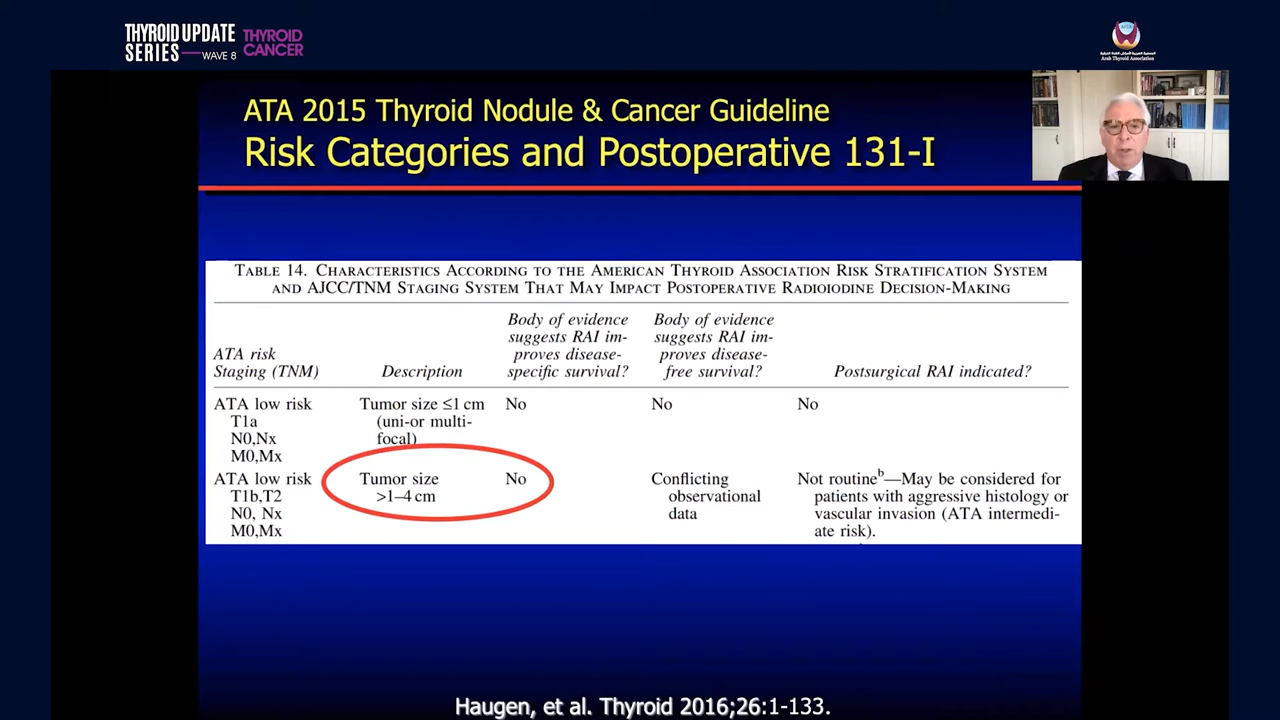 THYROID UPDATE
SERIES — WAVE 8
THYROID
CANCER
Arab Thyroid Association
ATA 2015 Thyroid Nodule & Cancer Guideline
Risk Categories and Postoperative 131-I
TABLE 14. CHARACTERISTICS ACCORDING TO THE AMERICAN THYROID ASSOCIATION RISK STRATIFICATION SYSTEM
AND AJCC/TNM STAGING SYSTEM THAT MAY IMPACT POSTOPERATIVE RADIOIODINE DECISION-MAKING
ATA risk
Staging (TNM)
Description
Body of evidence
suggests RAI im-
proves disease-
specific survival?
Body of evidence
suggests RAI im-
proves disease-
free survival?
Postsurgical RAI indicated?
ATA low risk
T1a
N0,Nx
M0,Mx
Tumor size ≤1 cm
(uni-or multi-
focal)
No
No
No
ATA low risk
T1b,T2
N0, Nx
M0,Mx
Tumor size
>1–4 cm
No
Conflicting
observational
data
Not routineᵇ—May be considered for
patients with aggressive histology or
vascular invasion (ATA intermedi-
ate risk).
Haugen, et al. Thyroid 2016;26:1-133.